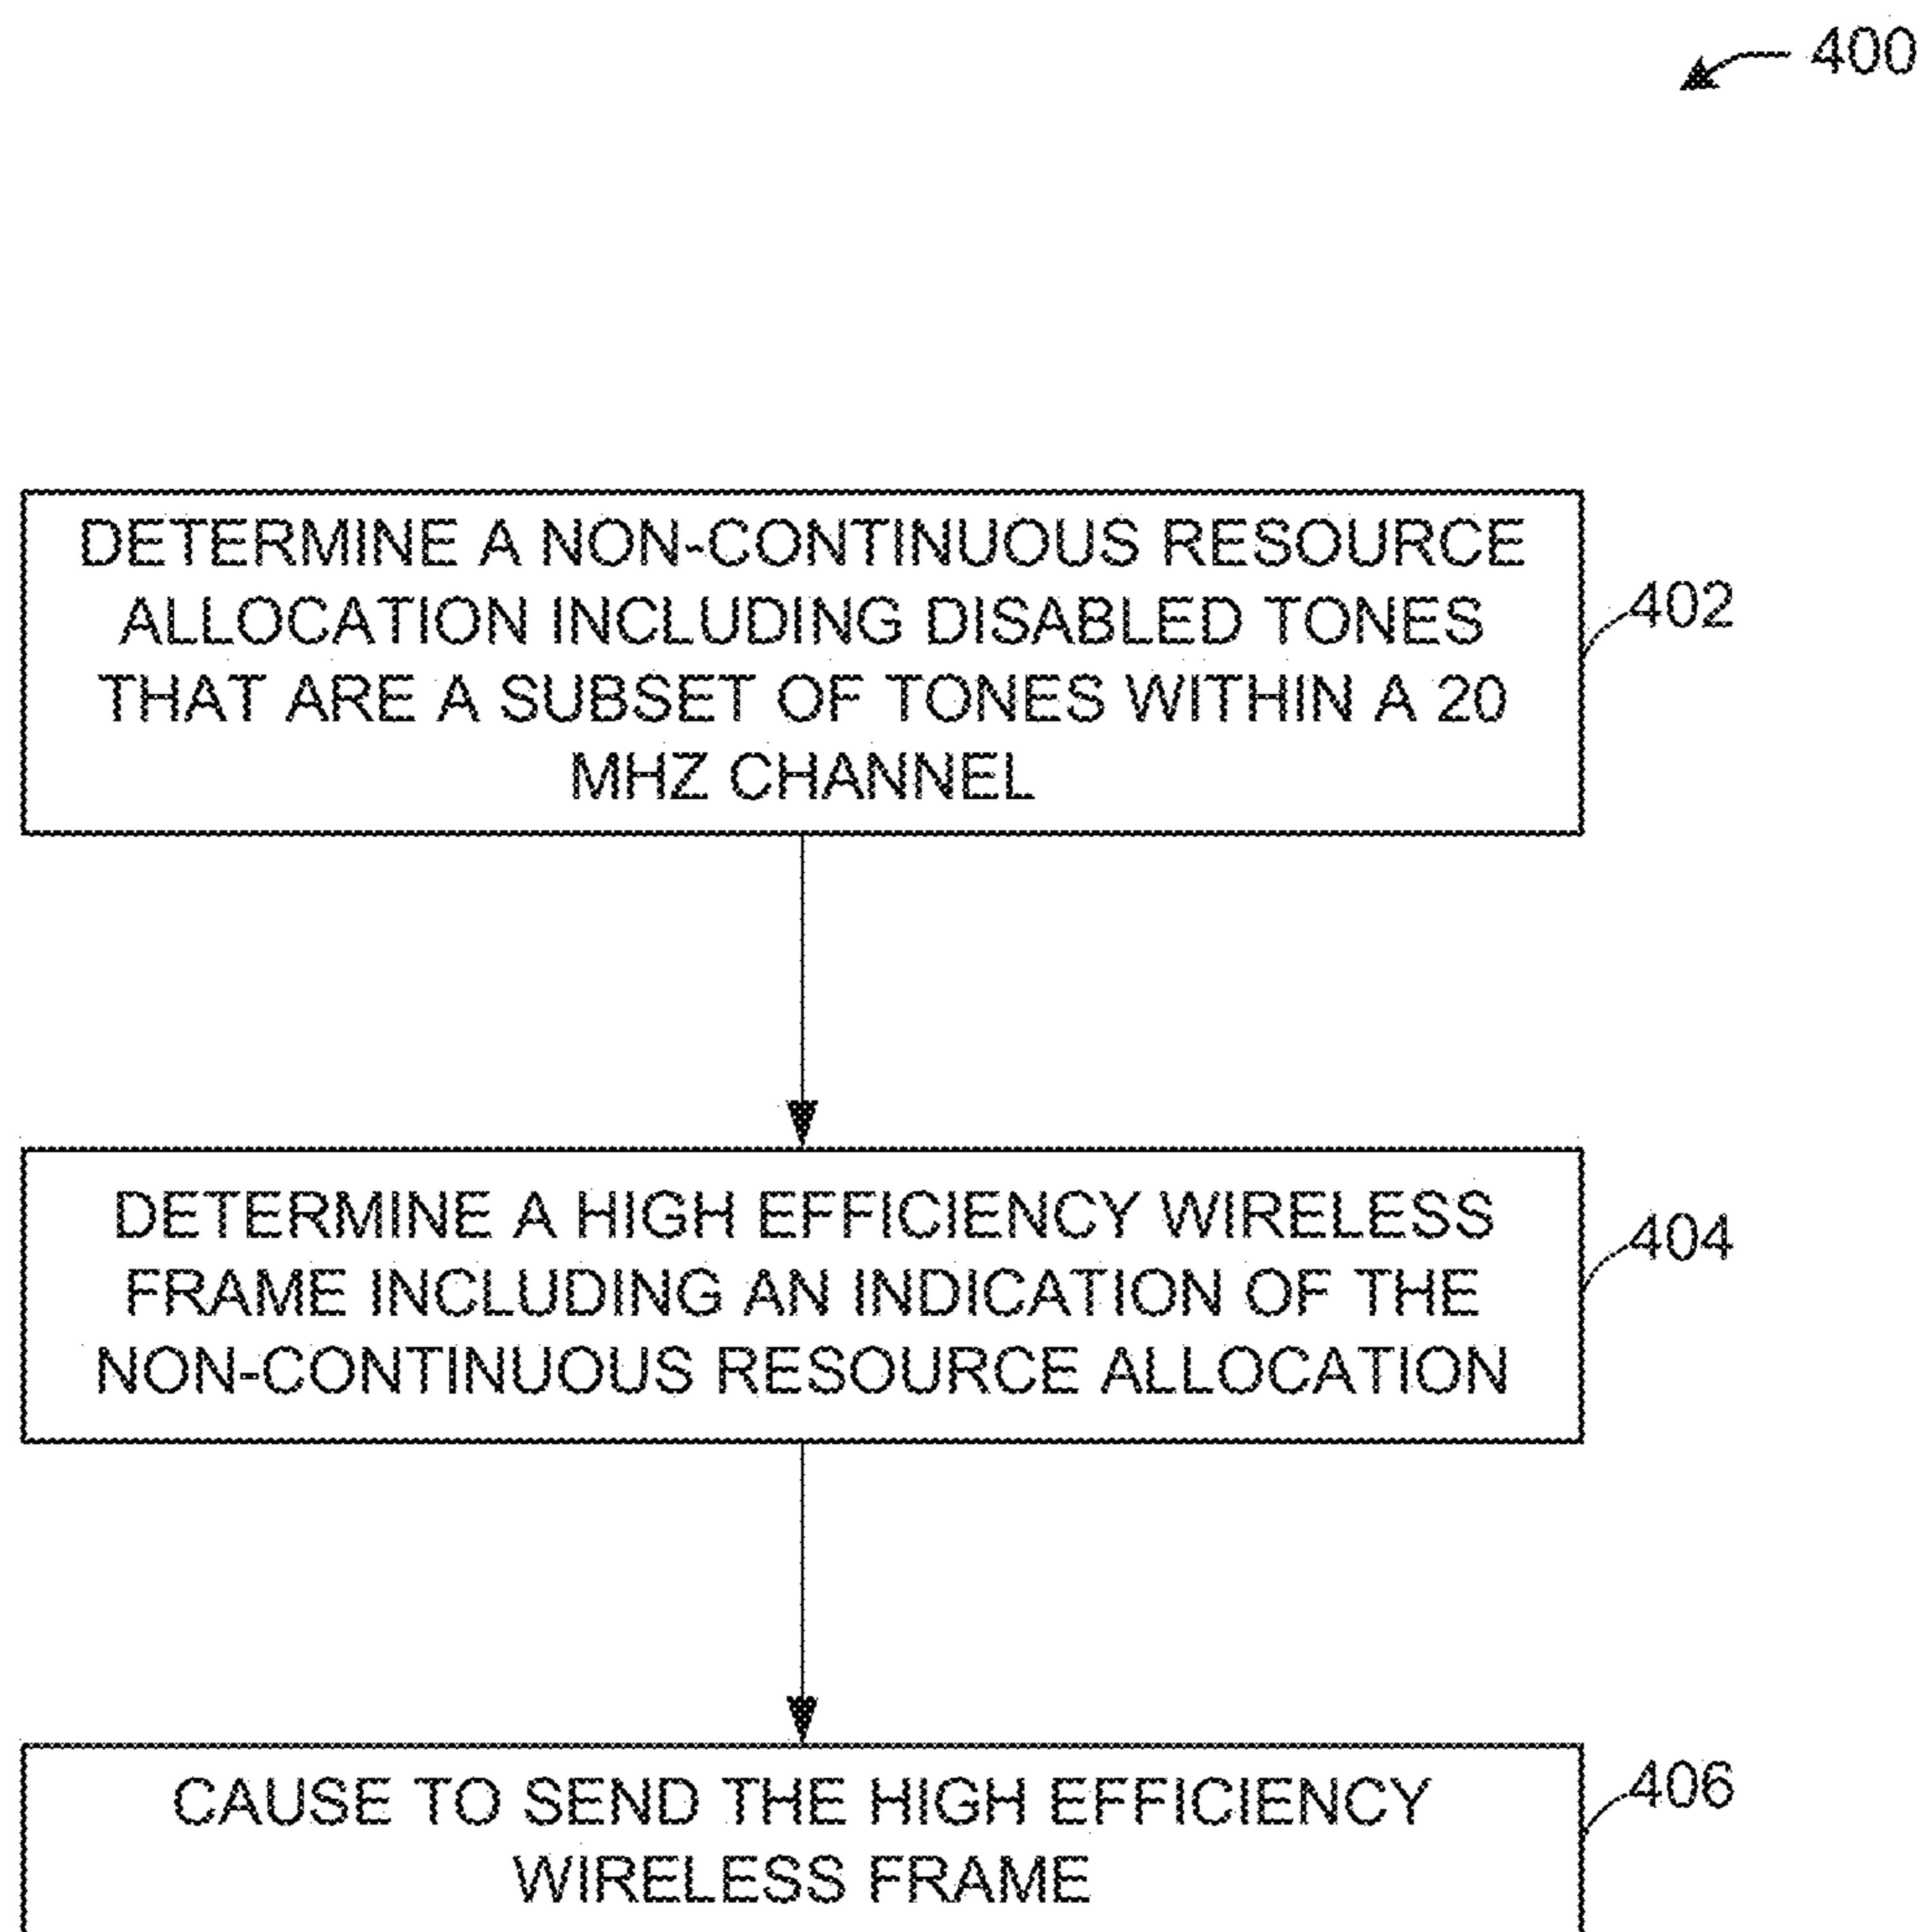 400
DETERMINE A NON-CONTINUOUS RESOURCE
ALLOCATION INCLUDING DISABLED TONES
THAT ARE A SUBSET OF TONES WITHIN A 20
MHZ CHANNEL
402
DETERMINE A HIGH EFFICIENCY WIRELESS
FRAME INCLUDING AN INDICATION OF THE
NON-CONTINUOUS RESOURCE ALLOCATION
404
CAUSE TO SEND THE HIGH EFFICIENCY
WIRELESS FRAME
406